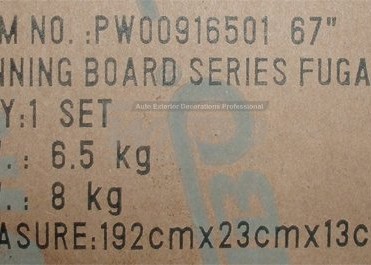 M NO.:PW00916501 67"
NNING BOARD SERIES FUGA
Auto Exterior Decorations Professional
Y:1 SET
.: 6.5 kg
.: 8 kg
ASURE:192cmx23cmx13c